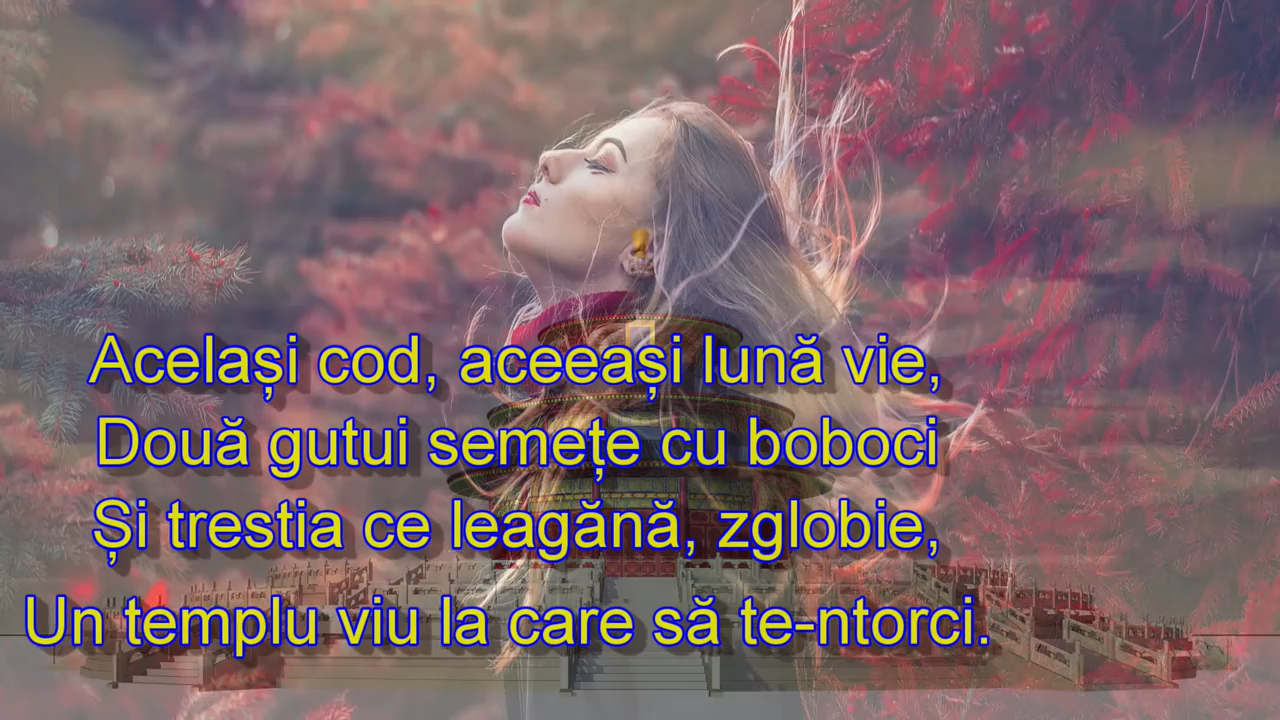 Același cod, aceeași lună vie,
Două gutui semețe cu boboci
Și trestia ce leagănă, zglobie,
Un templu viu la care să te-ntorci.